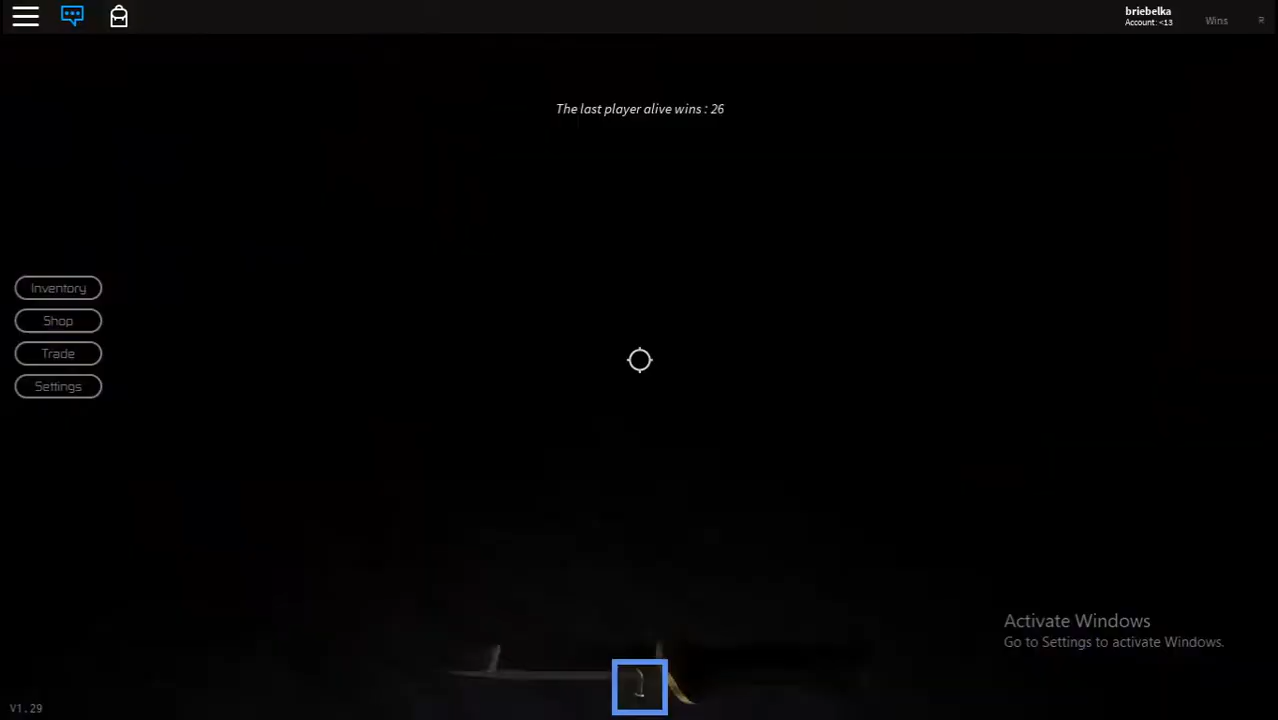 briebelka
Account: <13
Wins
R
The last player alive wins : 26
Inventory
Shop
Trade
Settings
Activate Windows
Go to Settings to activate Windows.
V1.29